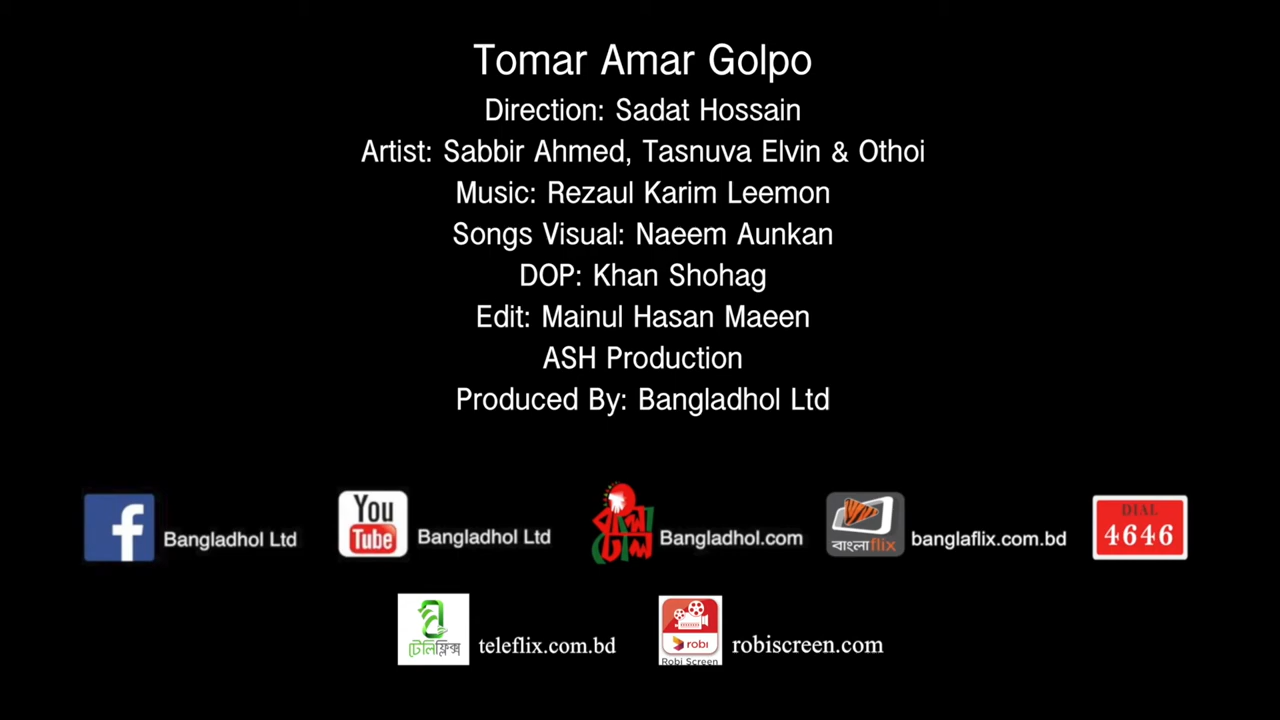 Tomar Amar Golpo
Direction: Sadat Hossain
Artist: Sabbir Ahmed, Tasnuva Elvin & Othoi
Music: Rezaul Karim Leemon
Songs Visual: Naeem Aunkan
DOP: Khan Shohag
Edit: Mainul Hasan Maeen
ASH Production
Produced By: Bangladhol Ltd
f Bangladhol Ltd
You
Tube Bangladhol Ltd
বাংলা
ঢোল Bangladhol.com
বাংলাflix banglaflix.com.bd
DIAL
4646
টেলিফ্লিক্স teleflix.com.bd
robi
Robi Screen robiscreen.com